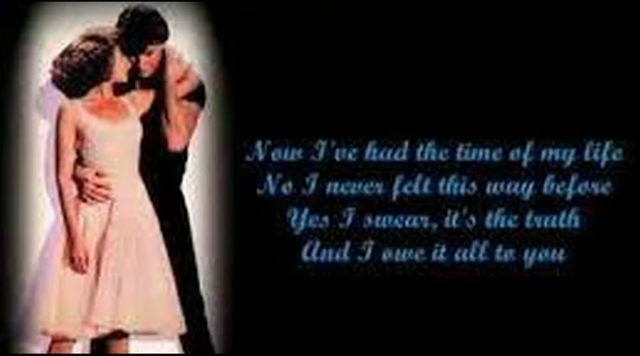 Now I've had the time of my life
No I never felt this way before
Yes I swear, it's the truth
And I owe it all to you